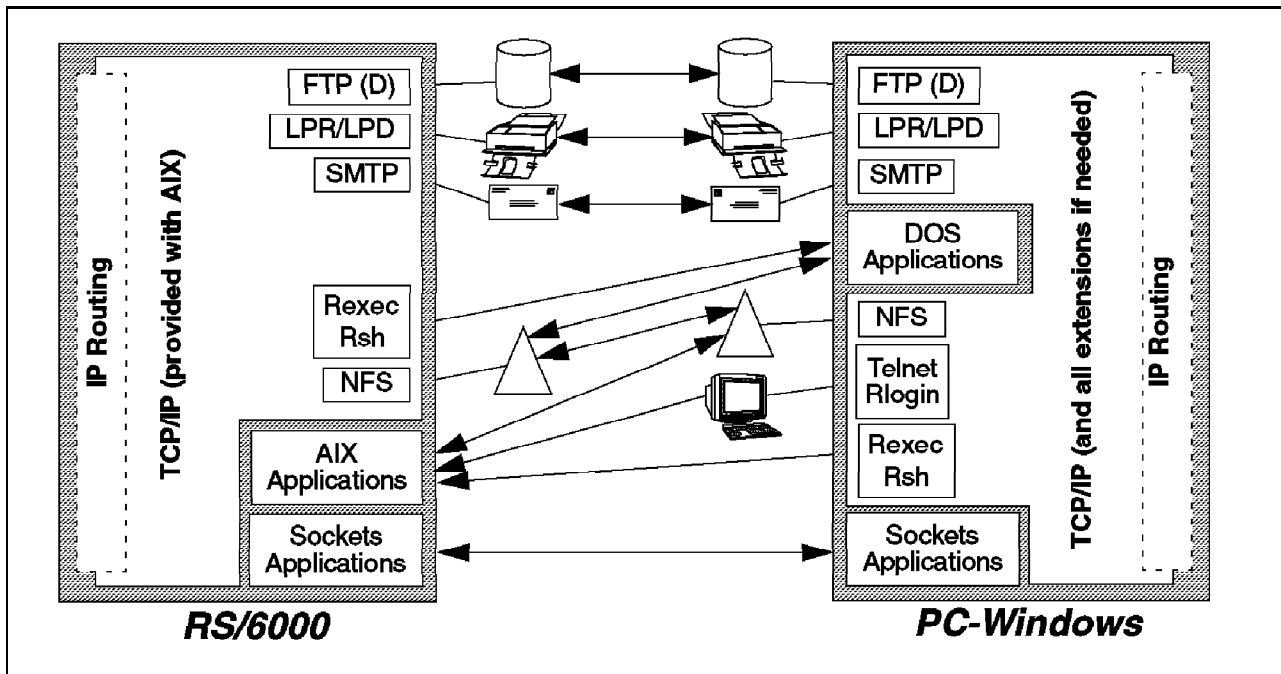 IP Routing
TCP/IP (provided with AIX)
FTP (D)
LPR/LPD
SMTP
Rexec
Rsh
NFS
AIX
Applications
Sockets
Applications
RS/6000
FTP (D)
LPR/LPD
SMTP
DOS
Applications
NFS
Telnet
Rlogin
Rexec
Rsh
Sockets
Applications
TCP/IP (and all extensions if needed)
IP Routing
PC-Windows